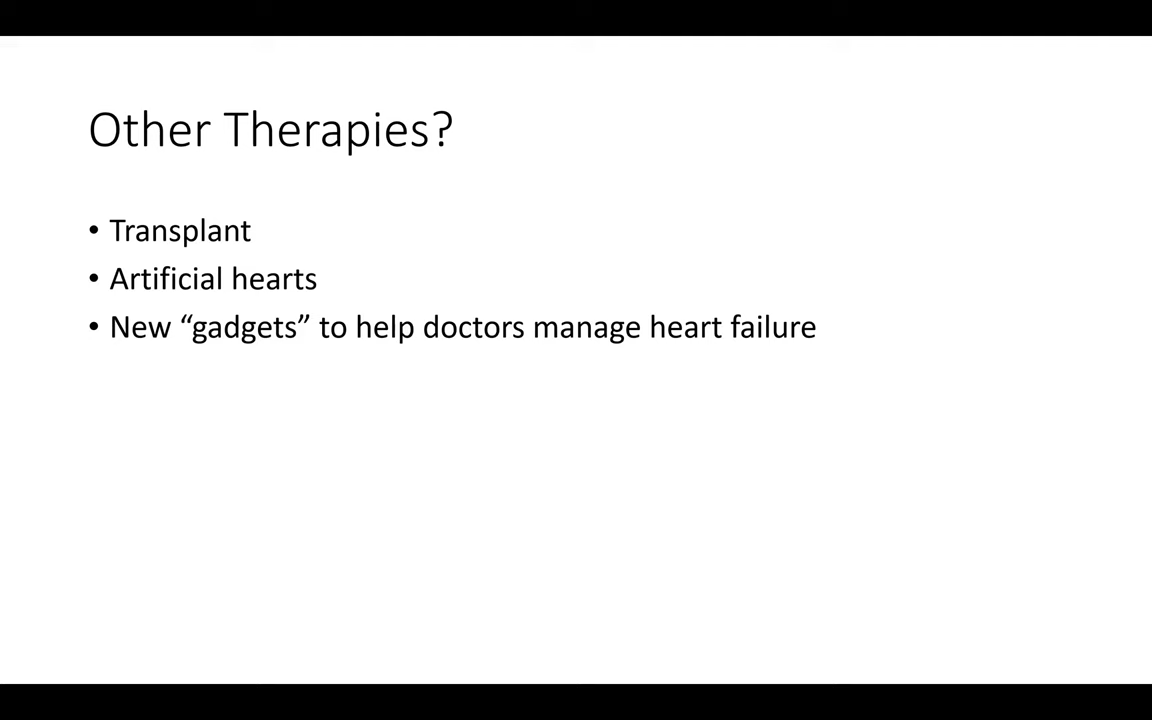 Other Therapies?
• Transplant
• Artificial hearts
• New “gadgets” to help doctors manage heart failure